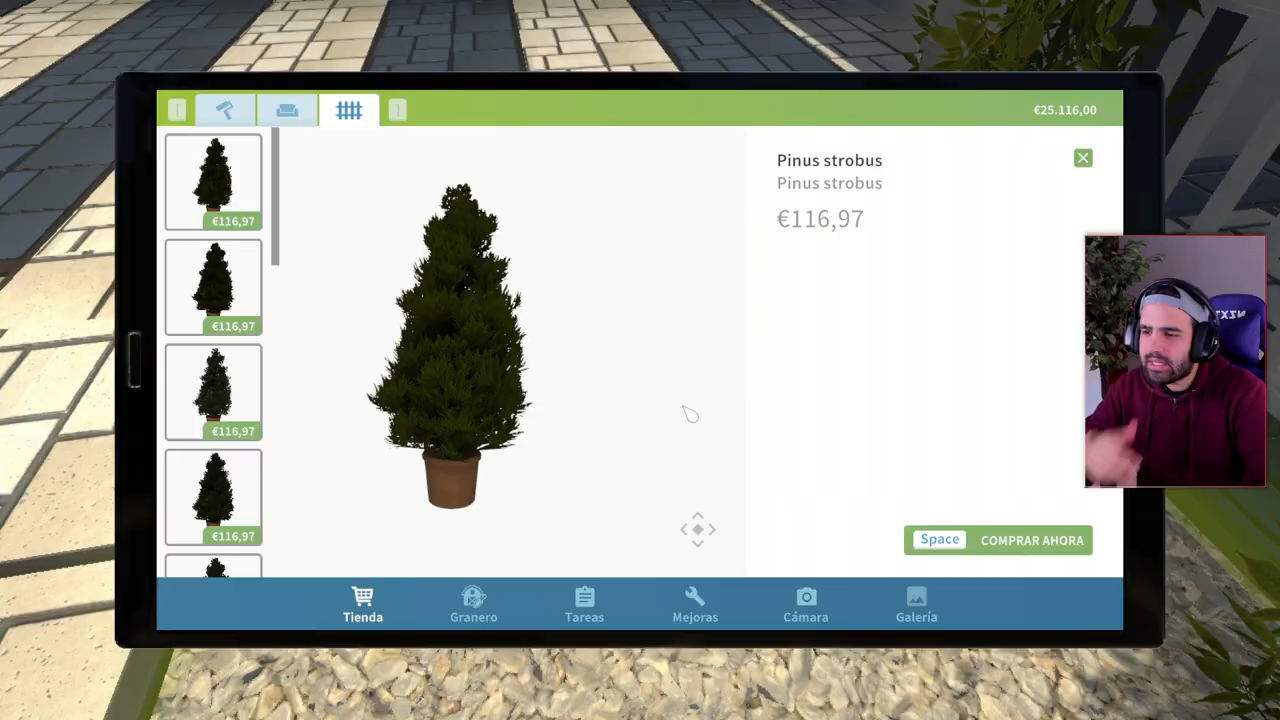 €25.116,00
€116,97
€116,97
€116,97
€116,97
Pinus strobus
Pinus strobus
€116,97
Space COMPRAR AHORA
Tienda
Granero
Tareas
Mejoras
Cámara
Galería